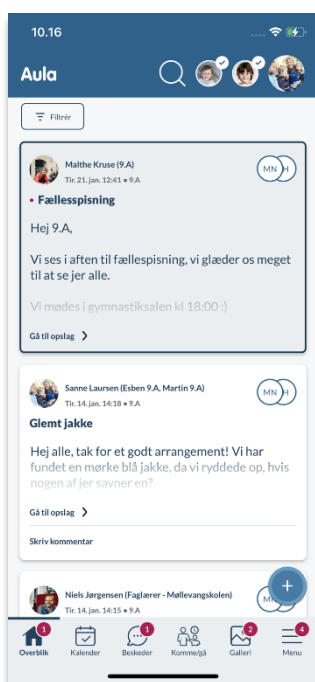 10.16
Aula
Filtrér
Malthe Kruse (9.A)
Tir. 21. jan. 12:41 • 9.A
MN H
• Fællesspisning
Hej 9.A,
Vi ses i aften til fællespisning, vi glæder os meget
til at se jer alle.
Vi mødes i gymnastiksalen kl 18:00 :)
Gå til opslag
Sanne Laursen (Esben 9.A, Martin 9.A)
Tir. 14. jan. 14:18 • 9.A
MN H
Glemt jakke
Hej alle, tak for et godt arrangement! Vi har
fundet en mørke blå jakke, da vi ryddede op, hvis
nogen af jer savner en?
Gå til opslag
Skriv kommentar
Niels Jørgensen (Faglærer - Møllevangskolen)
Tir. 14. jan. 14:15 • 9.A
+
1 1 2 4
Overblik Kalender Beskeder Komme/gå Galleri Menu